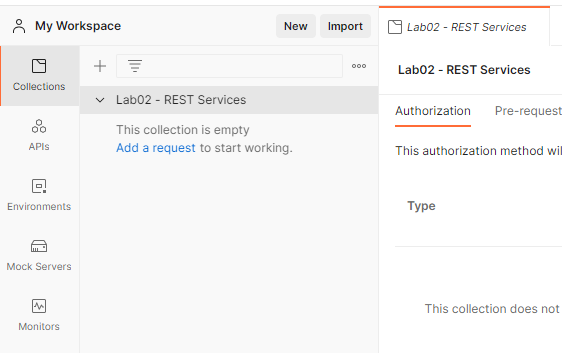 My Workspace
New
Import
Lab02 - REST Services
Collections
APIs
Environments
Mock Servers
Monitors
Lab02 - REST Services
This collection is empty
Add a request to start working.
Lab02 - REST Services
Authorization
Pre-request
This authorization method wil
Type
This collection does not